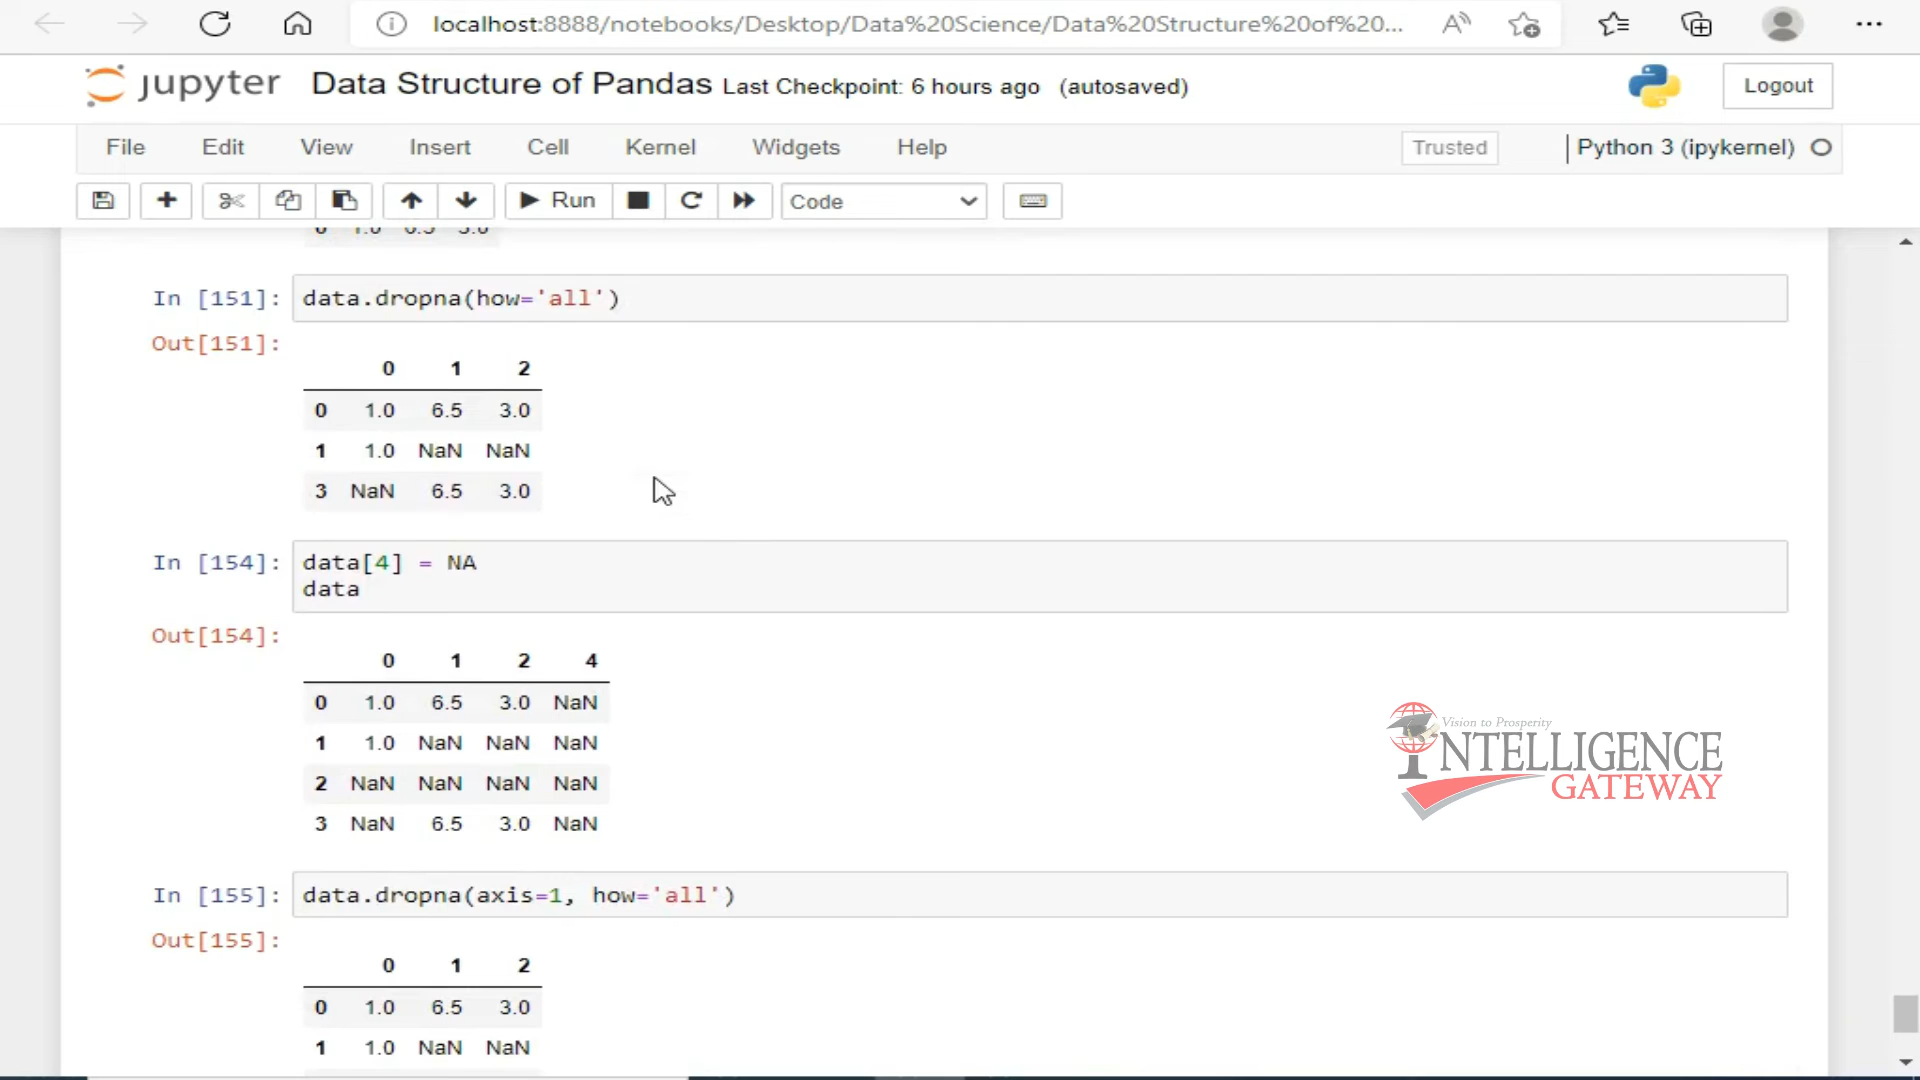 localhost:8888/notebooks/Desktop/Data%20Science/Data%20Structure%20of%20...
jupyter Data Structure of Pandas Last Checkpoint: 6 hours ago (autosaved) Logout
File Edit View Insert Cell Kernel Widgets Help Trusted Python 3 (ipykernel)
Run Code
0 1.0 6.5 3.0
In [151]: data.dropna(how='all')
Out[151]:
0 1 2
0 1.0 6.5 3.0
1 1.0 NaN NaN
3 NaN 6.5 3.0
In [154]: data[4] = NA
data
Out[154]:
0 1 2 4
0 1.0 6.5 3.0 NaN
1 1.0 NaN NaN NaN
2 NaN NaN NaN NaN
3 NaN 6.5 3.0 NaN
Vision to Prosperity
INTELLIGENCE
GATEWAY
In [155]: data.dropna(axis=1, how='all')
Out[155]:
0 1 2
0 1.0 6.5 3.0
1 1.0 NaN NaN